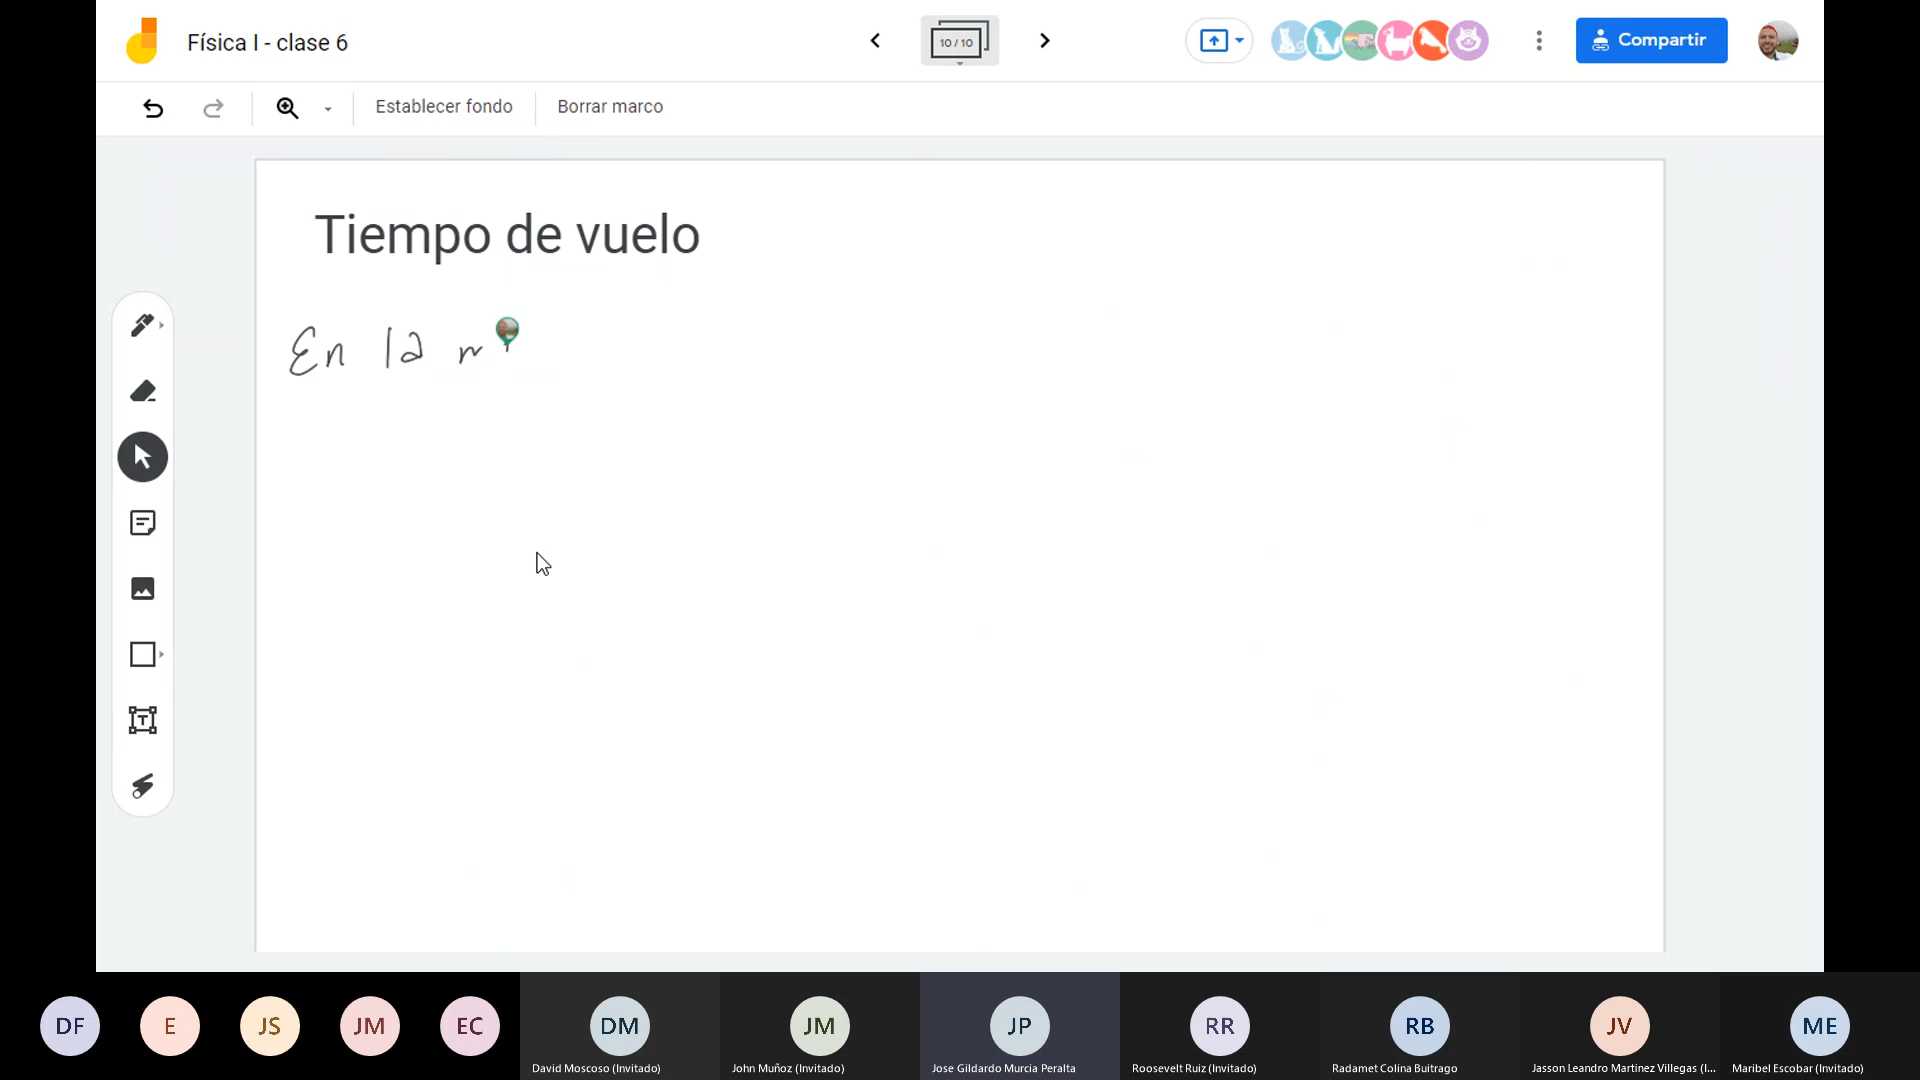 Física I - clase 6
10 / 10
Compartir
Establecer fondo
Borrar marco
Tiempo de vuelo
En la m
DF
E
JS
JM
EC
DM
JM
JP
RR
RB
JV
ME
David Moscoso (Invitado)
John Muñoz (Invitado)
Jose Gildardo Murcia Peralta
Roosevelt Ruiz (Invitado)
Radamet Colina Buitrago
Jasson Leandro Martinez Villegas (I...
Maribel Escobar (Invitado)